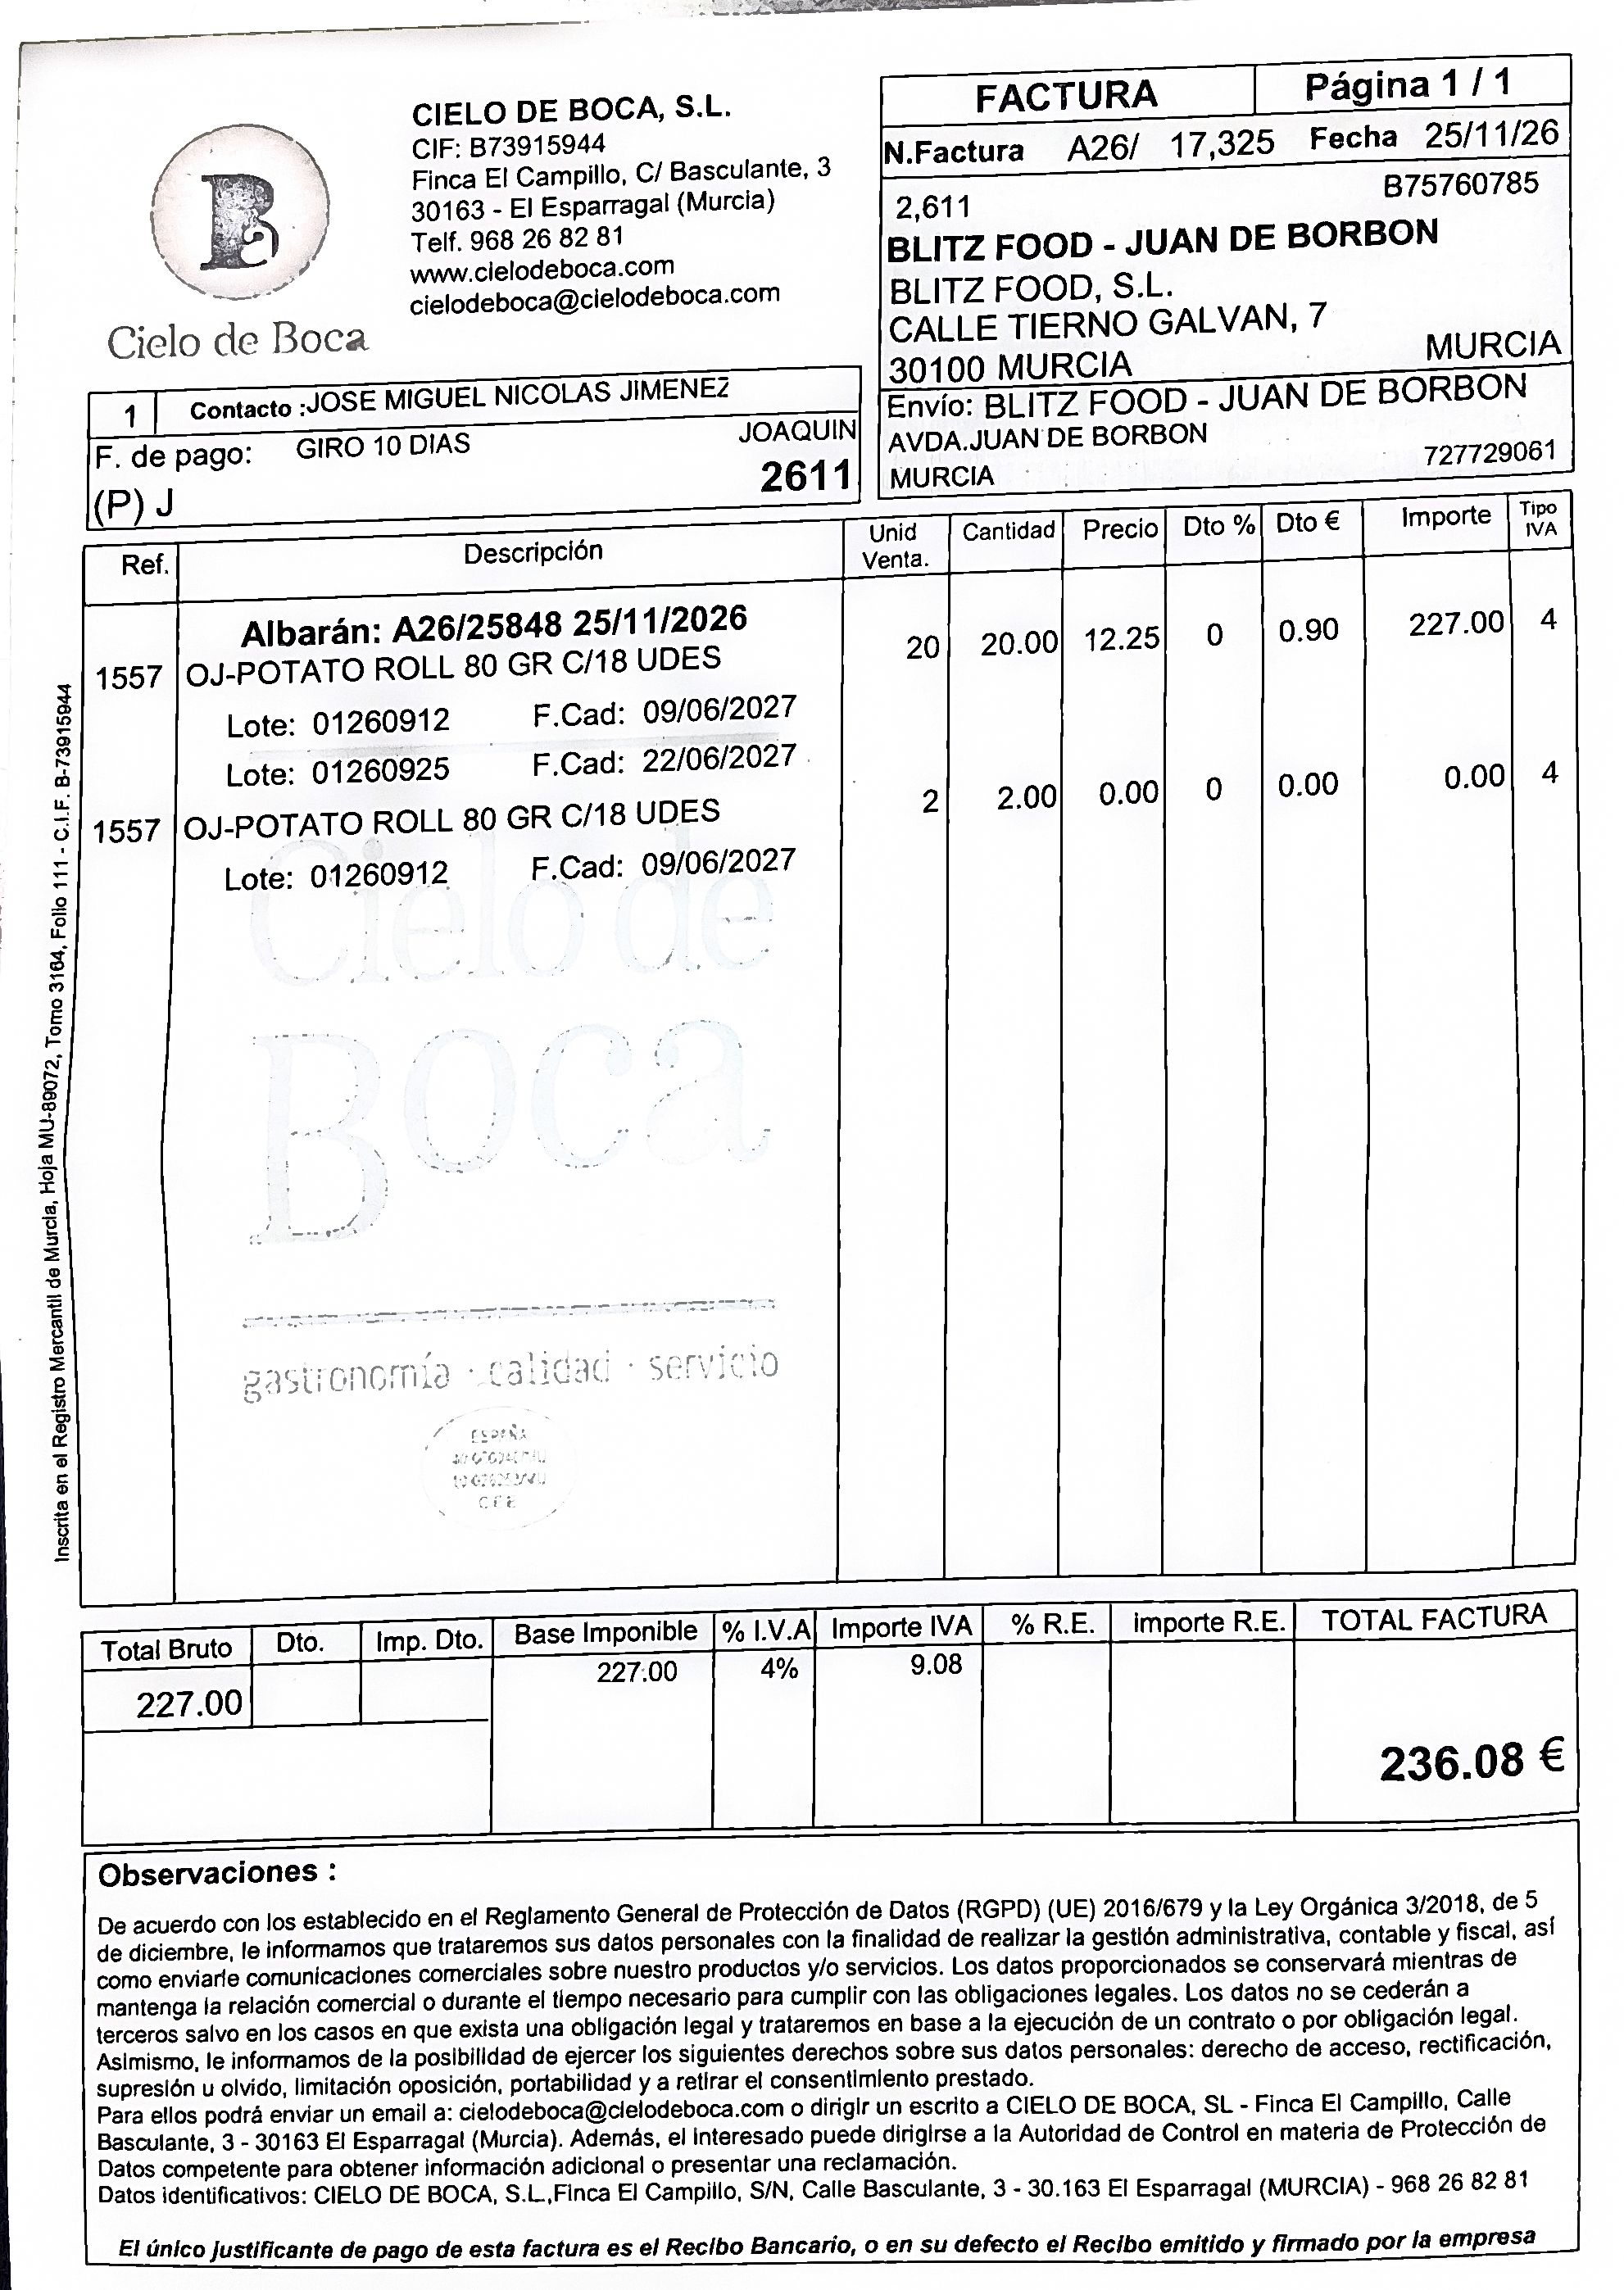 CIELO DE BOCA, S.L.
CIF: B73915944
Finca El Campillo, C/ Basculante, 3
30163 - El Esparragal (Murcia)
Telf. 968 26 82 81
www.cielodeboca.com
cielodeboca@cielodeboca.com
B
Cielo de Boca
FACTURA Página 1 / 1
N.Factura A26/ 17,325 Fecha 25/11/26
B75760785
2,611
BLITZ FOOD - JUAN DE BORBON
BLITZ FOOD, S.L.
CALLE TIERNO GALVAN, 7
30100 MURCIA MURCIA
Envío: BLITZ FOOD - JUAN DE BORBON
AVDA.JUAN DE BORBON
727729061
MURCIA
1 Contacto :JOSE MIGUEL NICOLAS JIMENEZ
F. de pago: GIRO 10 DIAS JOAQUIN
(P) J 2611
Ref. Descripción Unid Venta. Cantidad Precio Dto % Dto € Importe Tipo IVA
Albarán: A26/25848 25/11/2026
1557 OJ-POTATO ROLL 80 GR C/18 UDES 20 20.00 12.25 0 0.90 227.00 4
Lote: 01260912 F.Cad: 09/06/2027
Lote: 01260925 F.Cad: 22/06/2027
1557 OJ-POTATO ROLL 80 GR C/18 UDES 2 2.00 0.00 0 0.00 0.00 4
Lote: 01260912 F.Cad: 09/06/2027
Cielo de
Boca
gastronomía · calidad · servicio
ESPAÑA
CEE
Inscrita en el Registro Mercantil de Murcia, Hoja MU-89072, Tomo 3164, Folio 111 - C.I.F. B-73915944
Total Bruto Dto. Imp. Dto. Base Imponible % I.V.A Importe IVA % R.E. importe R.E. TOTAL FACTURA
227.00 227.00 4% 9.08
236.08 €
Observaciones :
De acuerdo con los establecido en el Reglamento General de Protección de Datos (RGPD) (UE) 2016/679 y la Ley Orgánica 3/2018, de 5
de diciembre, le informamos que trataremos sus datos personales con la finalidad de realizar la gestión administrativa, contable y fiscal, así
como enviarle comunicaciones comerciales sobre nuestro productos y/o servicios. Los datos proporcionados se conservará mientras de
mantenga la relación comercial o durante el tiempo necesario para cumplir con las obligaciones legales. Los datos no se cederán a
terceros salvo en los casos en que exista una obligación legal y trataremos en base a la ejecución de un contrato o por obligación legal.
Asimismo, le informamos de la posibilidad de ejercer los siguientes derechos sobre sus datos personales: derecho de acceso, rectificación,
supresión u olvido, limitación oposición, portabilidad y a retirar el consentimiento prestado.
Para ellos podrá enviar un email a: cielodeboca@cielodeboca.com o dirigir un escrito a CIELO DE BOCA, SL - Finca El Campillo, Calle
Basculante, 3 - 30163 El Esparragal (Murcia). Además, el interesado puede dirigirse a la Autoridad de Control en materia de Protección de
Datos competente para obtener información adicional o presentar una reclamación.
Datos identificativos: CIELO DE BOCA, S.L.,Finca El Campillo, S/N, Calle Basculante, 3 - 30.163 El Esparragal (MURCIA) - 968 26 82 81
El único justificante de pago de esta factura es el Recibo Bancario, o en su defecto el Recibo emitido y firmado por la empresa